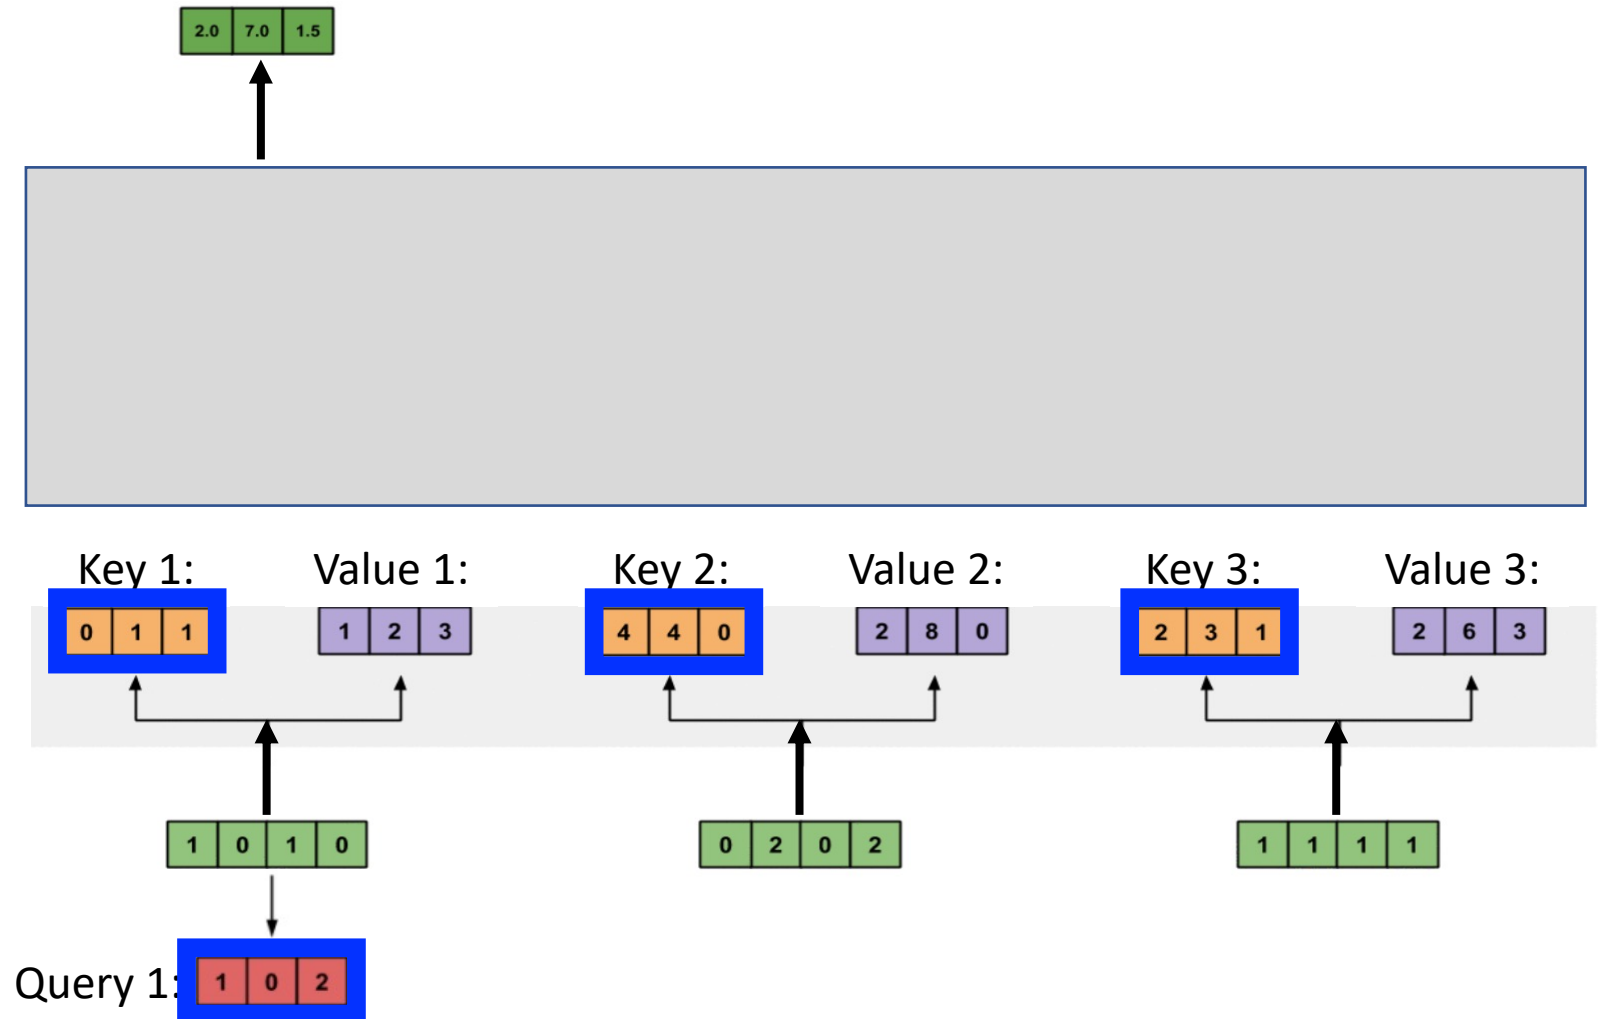 2.0 7.0 1.5
Key 1: Value 1: Key 2: Value 2: Key 3: Value 3:
0 1 1 1 2 3 4 4 0 2 8 0 2 3 1 2 6 3
1 0 1 0 0 2 0 2 1 1 1 1
Query 1: 1 0 2